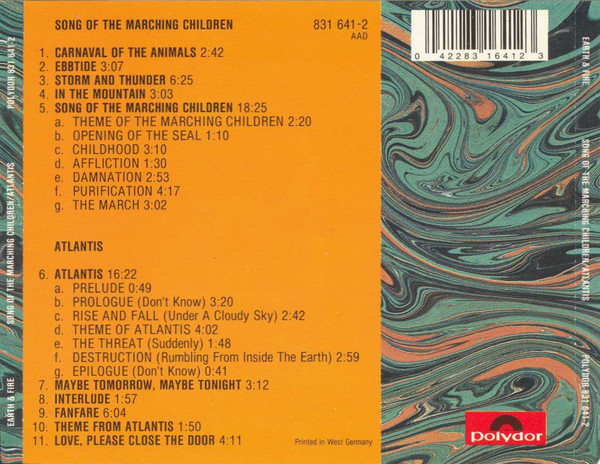 SONG OF THE MARCHING CHILDREN 831 641-2
AAD
1. CARNAVAL OF THE ANIMALS 2:42
2. EBBTIDE 3:07
3. STORM AND THUNDER 6:25
4. IN THE MOUNTAIN 3:03
5. SONG OF THE MARCHING CHILDREN 18:25
a. THEME OF THE MARCHING CHILDREN 2:20
b. OPENING OF THE SEAL 1:10
c. CHILDHOOD 3:10
d. AFFLICTION 1:30
e. DAMNATION 2:53
f. PURIFICATION 4:17
g. THE MARCH 3:02
ATLANTIS
6. ATLANTIS 16:22
a. PRELUDE 0:49
b. PROLOGUE (Don't Know) 3:20
c. RISE AND FALL (Under A Cloudy Sky) 2:42
d. THEME OF ATLANTIS 4:02
e. THE THREAT (Suddenly) 1:48
f. DESTRUCTION (Rumbling From Inside The Earth) 2:59
g. EPILOGUE (Don't Know) 0:41
7. MAYBE TOMORROW, MAYBE TONIGHT 3:12
8. INTERLUDE 1:57
9. FANFARE 6:04
10. THEME FROM ATLANTIS 1:50
11. LOVE, PLEASE CLOSE THE DOOR 4:11
Printed in West Germany
polydor
0 42283 16412 3
EARTH & FIRE SONG OF THE MARCHING CHILDREN/ATLANTIS POLYDOR 831 641-2
EARTH & FIRE SONG OF THE MARCHING CHILDREN/ATLANTIS POLYDOR 831 641-2